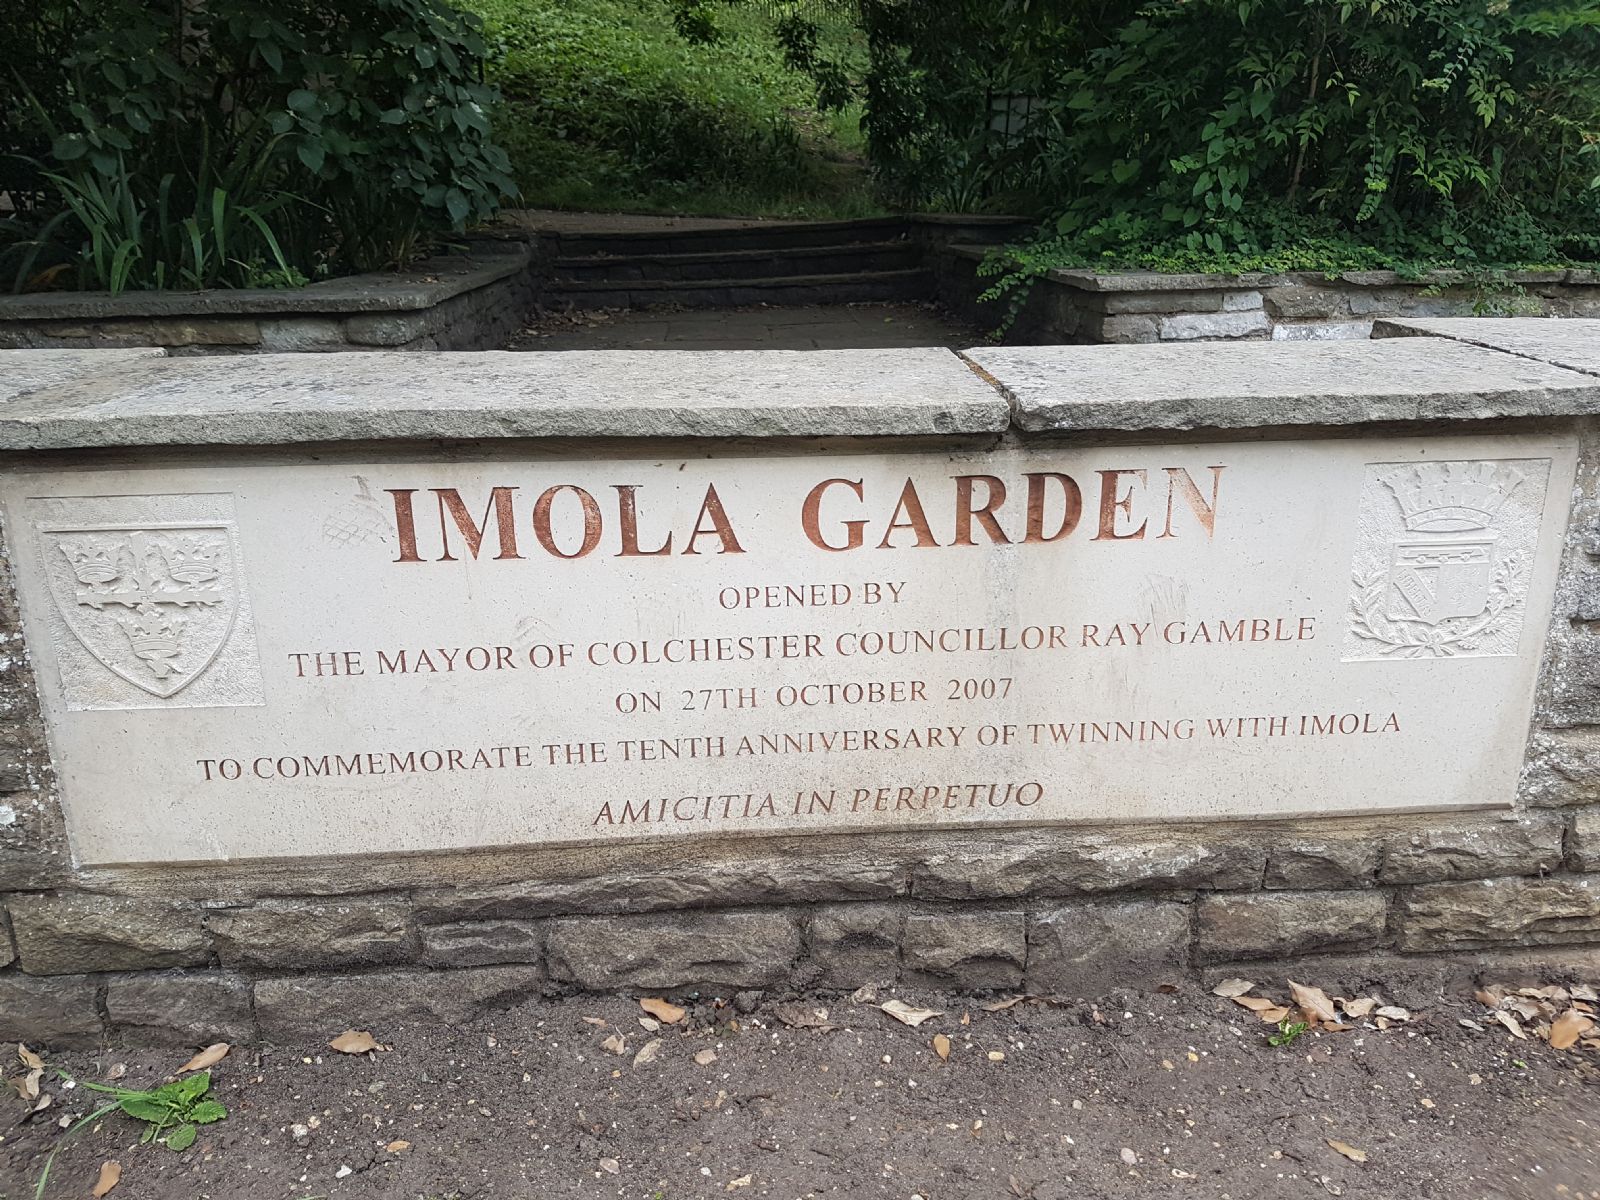 IMOLA GARDEN
OPENED BY
THE MAYOR OF COLCHESTER COUNCILLOR RAY GAMBLE
ON 27TH OCTOBER 2007
TO COMMEMORATE THE TENTH ANNIVERSARY OF TWINNING WITH IMOLA
AMICITIA IN PERPETUO